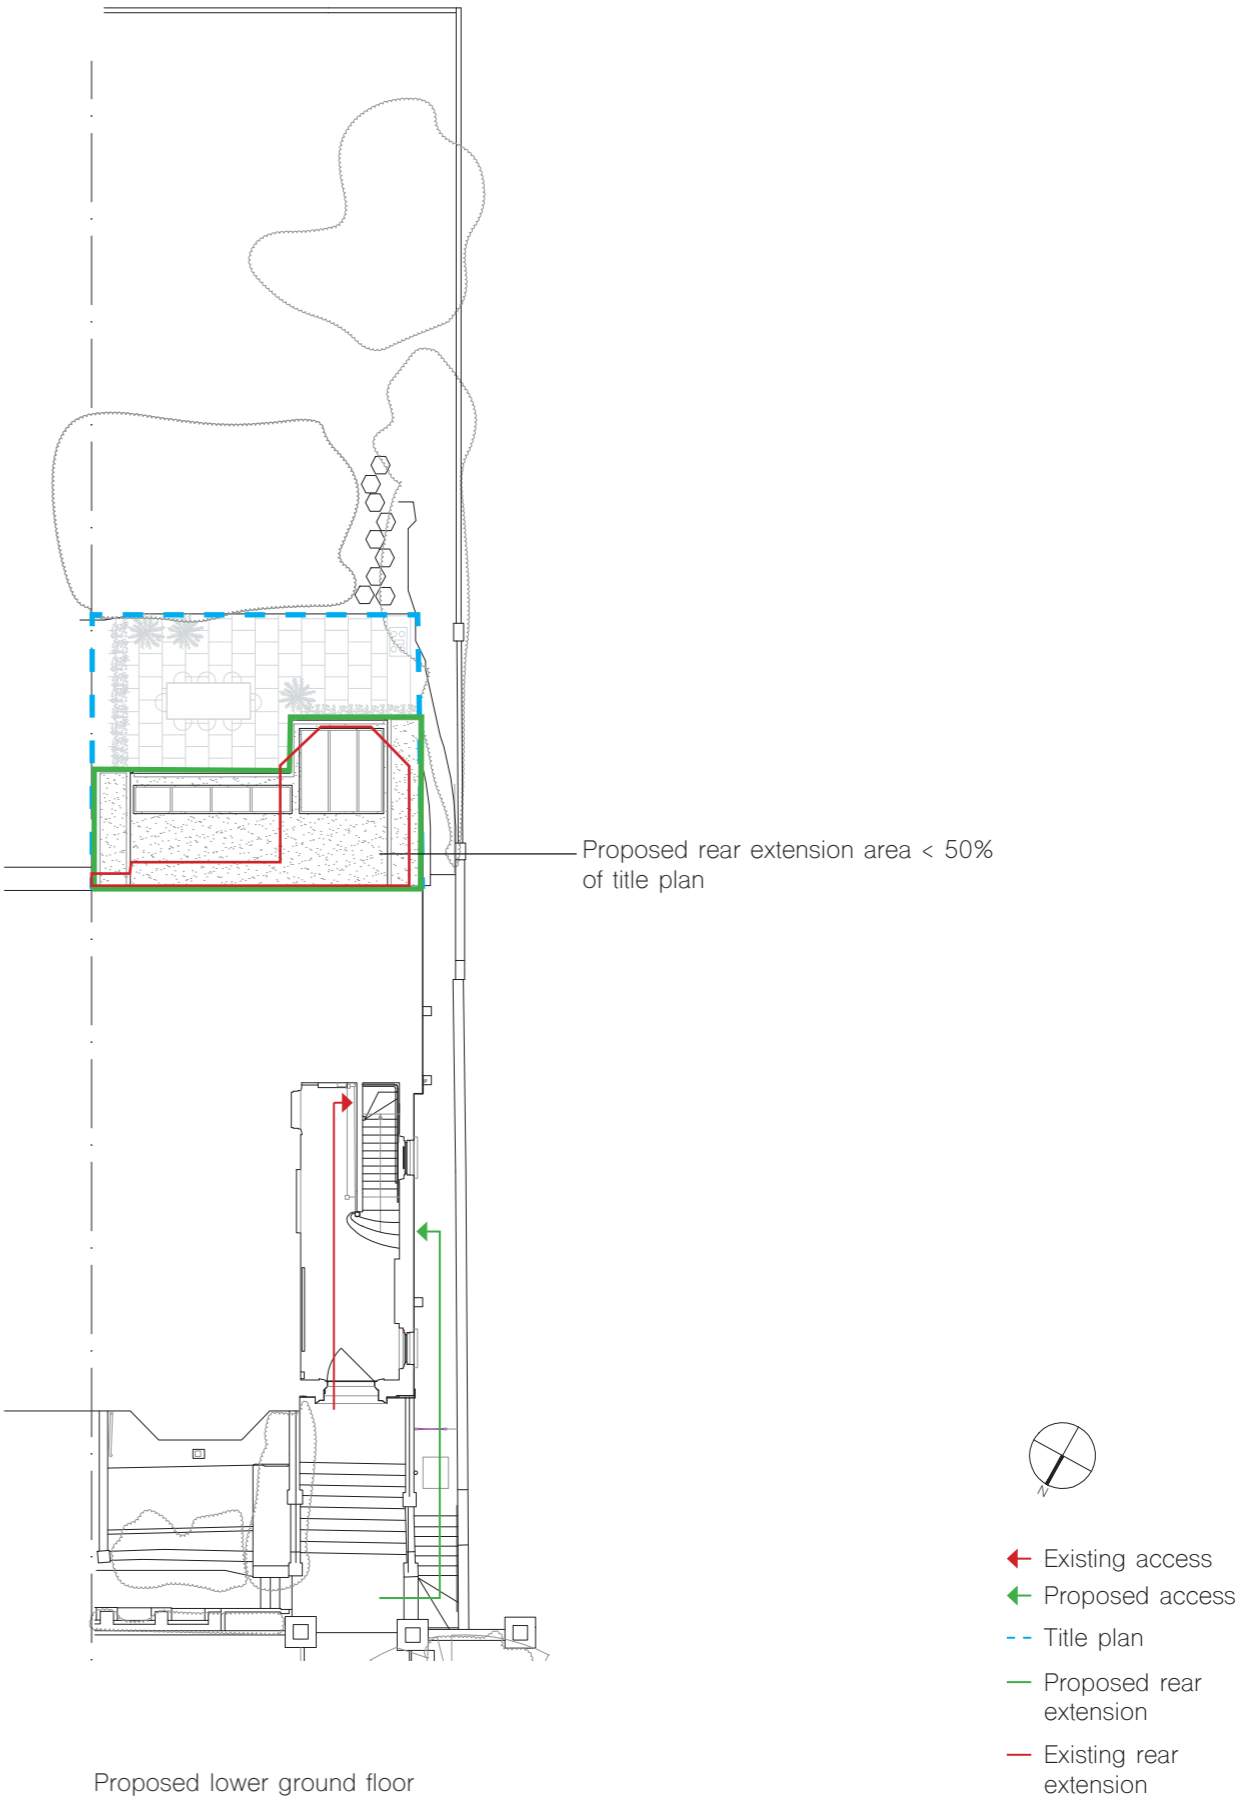 Proposed rear extension area < 50%
of title plan
N
Existing access
Proposed access
Title plan
Proposed rear
extension
Existing rear
extension
Proposed lower ground floor